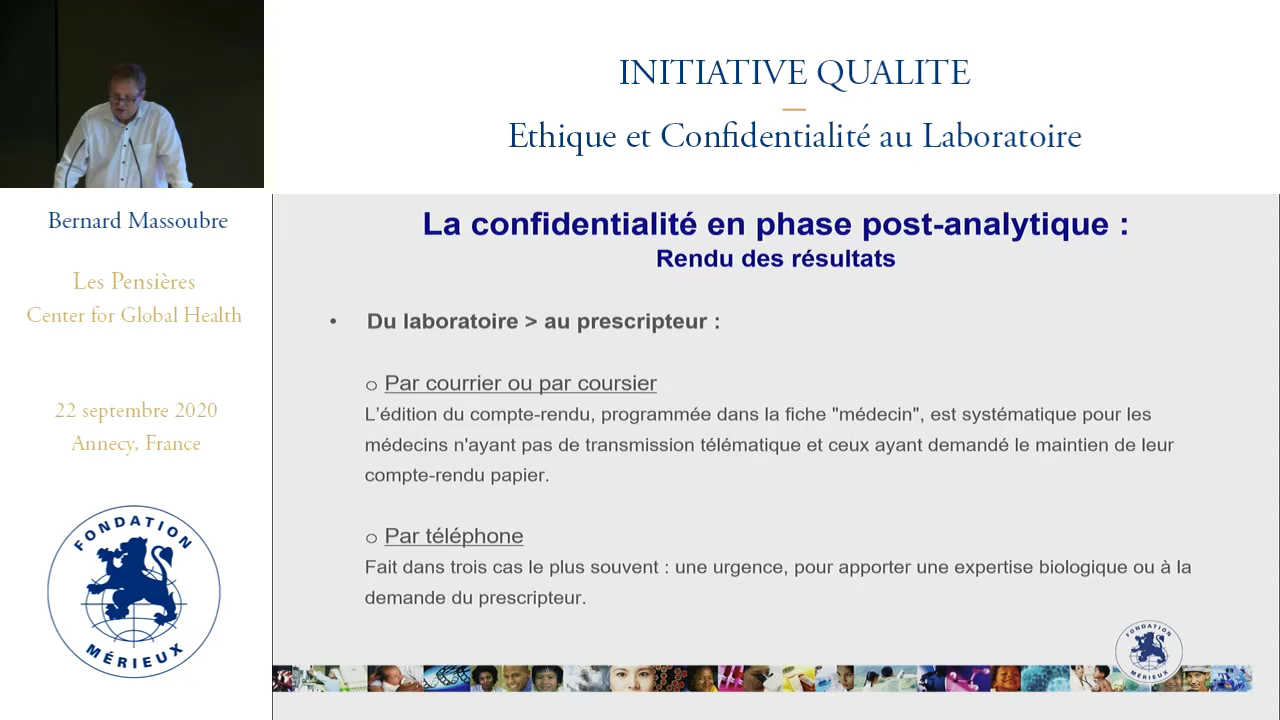 INITIATIVE QUALITE
Ethique et Confidentialité au Laboratoire
Bernard Massoubre
Les Pensières
Center for Global Health
22 septembre 2020
Annecy, France
FONDATION
MÉRIEUX
La confidentialité en phase post-analytique :
Rendu des résultats
• Du laboratoire > au prescripteur :
o Par courrier ou par coursier
L'édition du compte-rendu, programmée dans la fiche "médecin", est systématique pour les
médecins n'ayant pas de transmission télématique et ceux ayant demandé le maintien de leur
compte-rendu papier.
o Par téléphone
Fait dans trois cas le plus souvent : une urgence, pour apporter une expertise biologique ou à la
demande du prescripteur.
FONDATION
MÉRIEUX